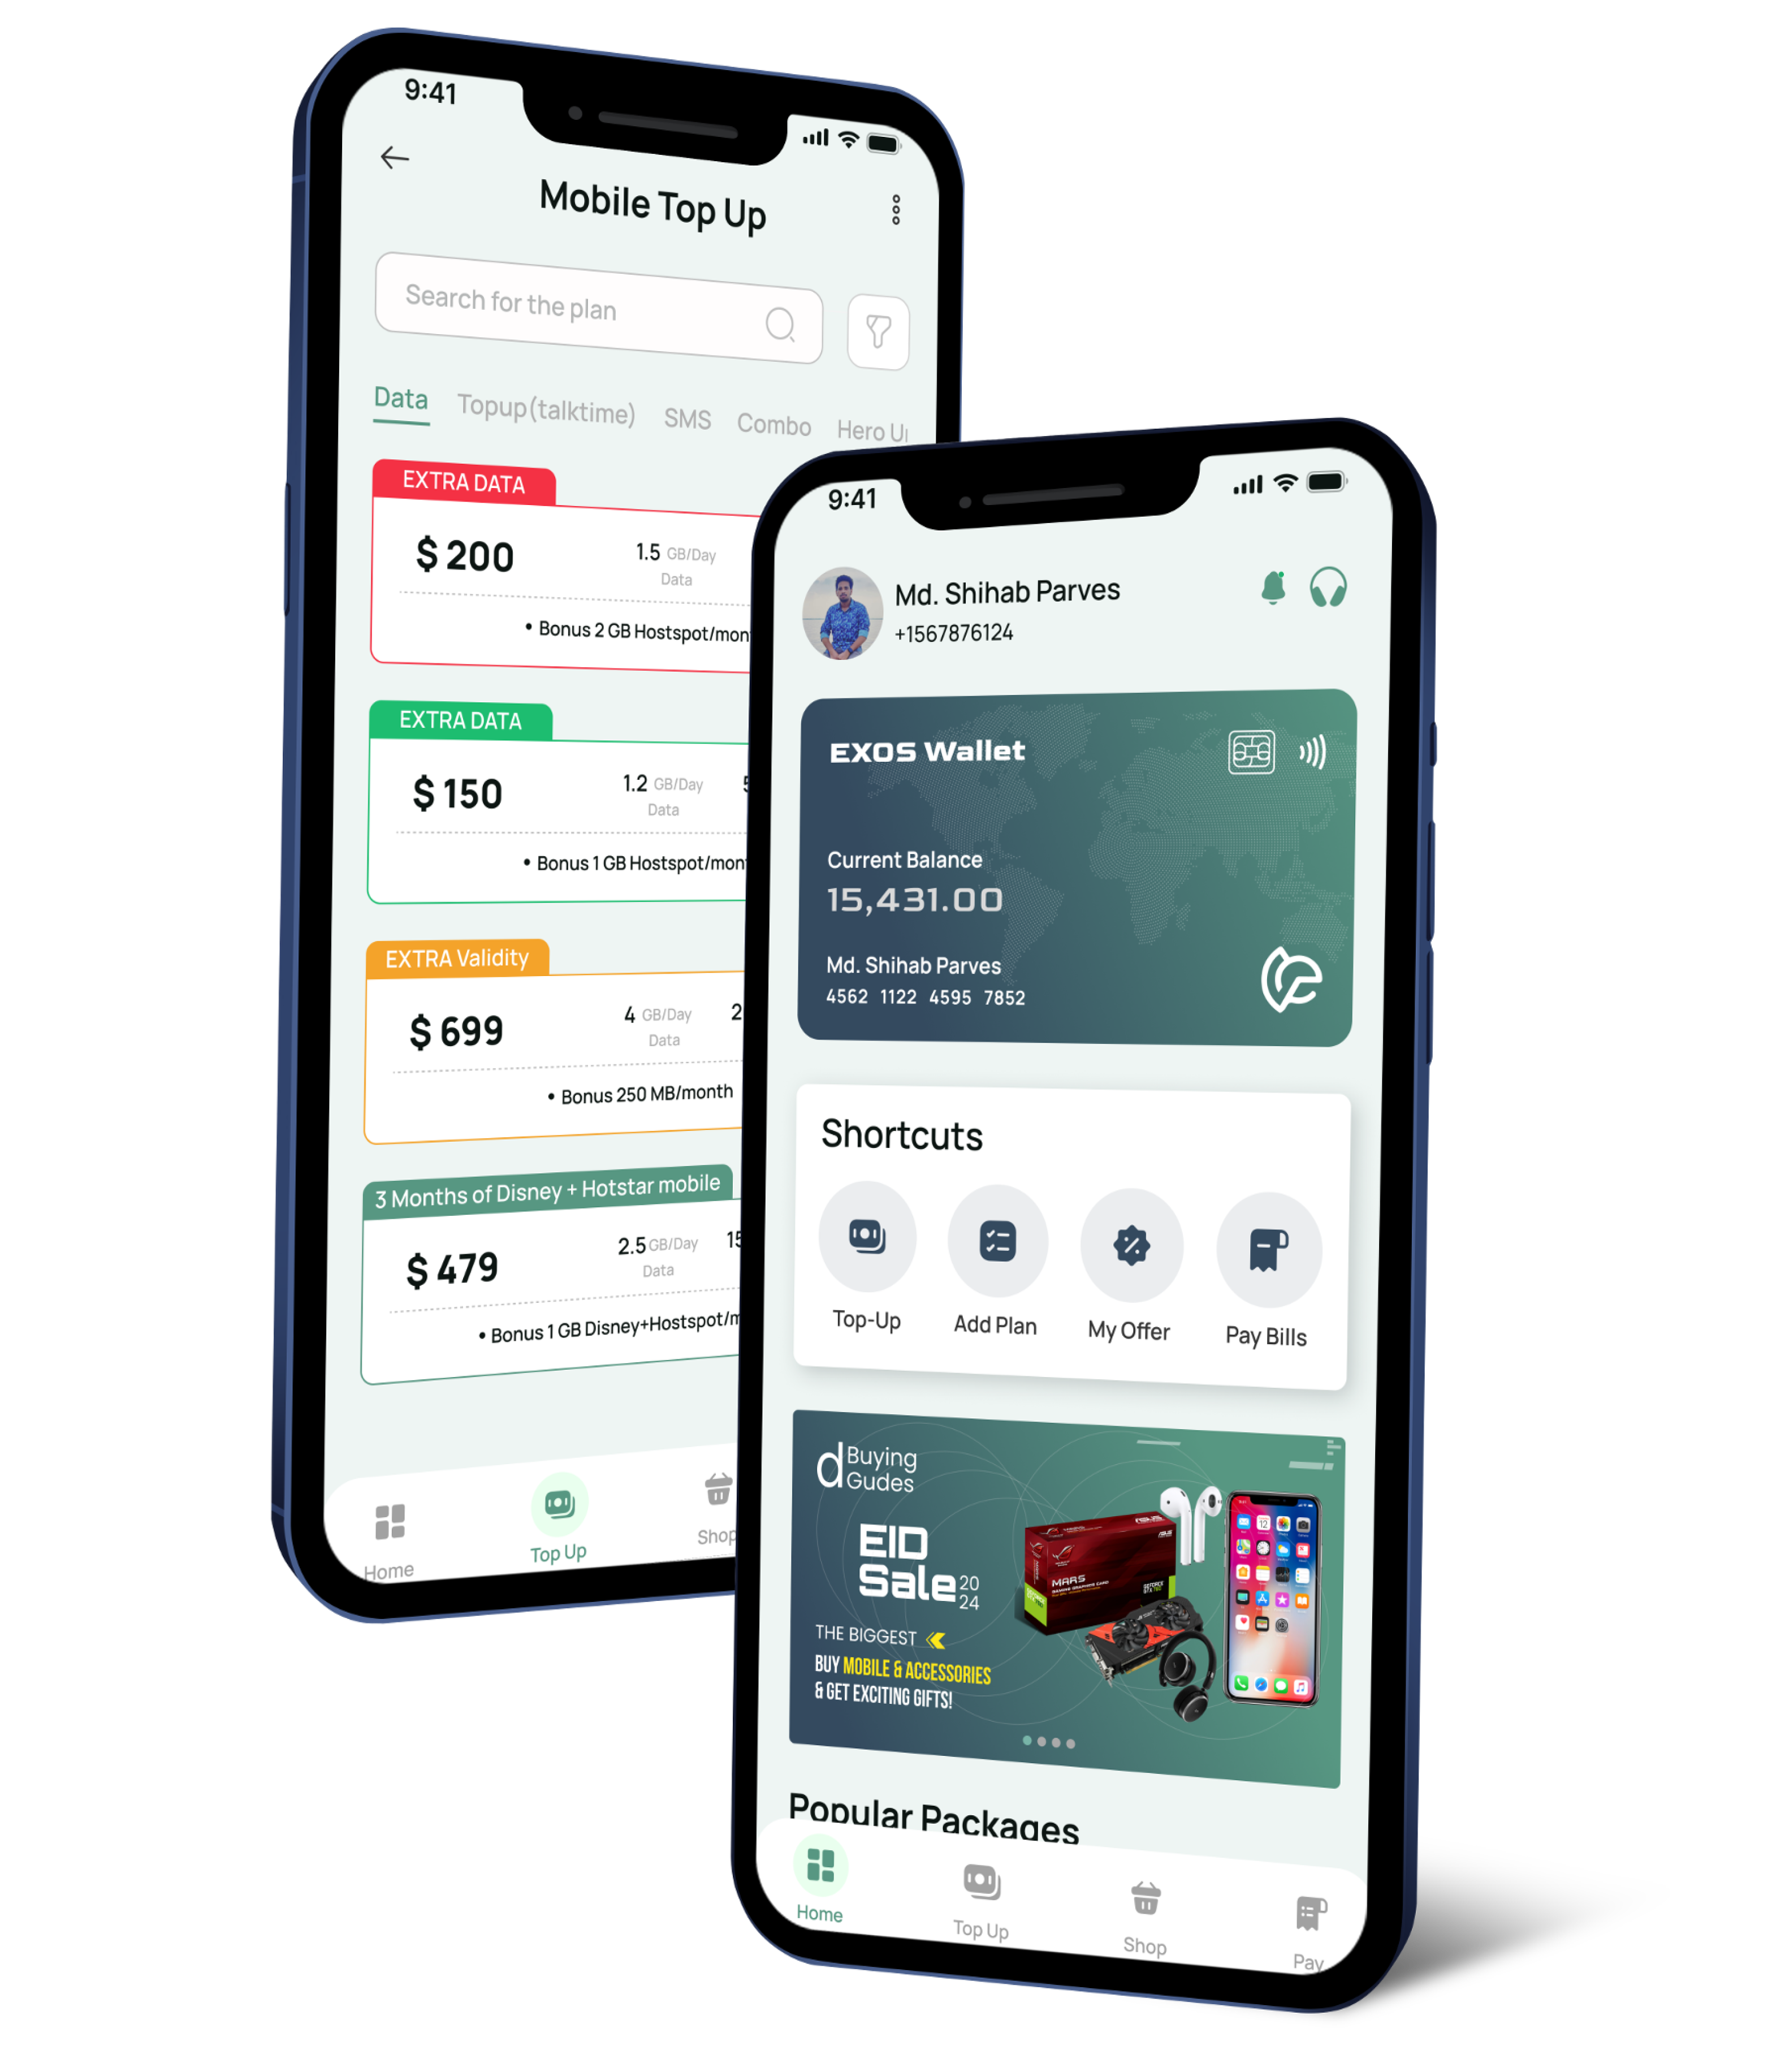 9:41
Mobile Top Up
Search for the plan
Data Topup(talktime) SMS Combo Hero
EXTRA DATA
$ 200 1.5 GB/Day
Data
• Bonus 2 GB Hostspot/mon
EXTRA DATA
$ 150 1.2 GB/Day
Data
• Bonus 1 GB Hostspot/mon
EXTRA Validity
$ 699 4 GB/Day 2
Data
• Bonus 250 MB/month
3 Months of Disney + Hotstar mobile
$ 479 2.5 GB/Day 15
Data
• Bonus 1 GB Disney+Hostspot/m
Home Top Up Shop
9:41
Md. Shihab Parves
+1567876124
EXOS Wallet
Current Balance
15,431.00
Md. Shihab Parves
4562 1122 4595 7852
Shortcuts
Top-Up Add Plan My Offer Pay Bills
d Buying
Gudes
EID
Sale 20
24
THE BIGGEST
BUY MOBILE & ACCESSORIES
& GET EXCITING GIFTS!
MARS
ASUS
Popular Packages
Home Top Up Shop Pay